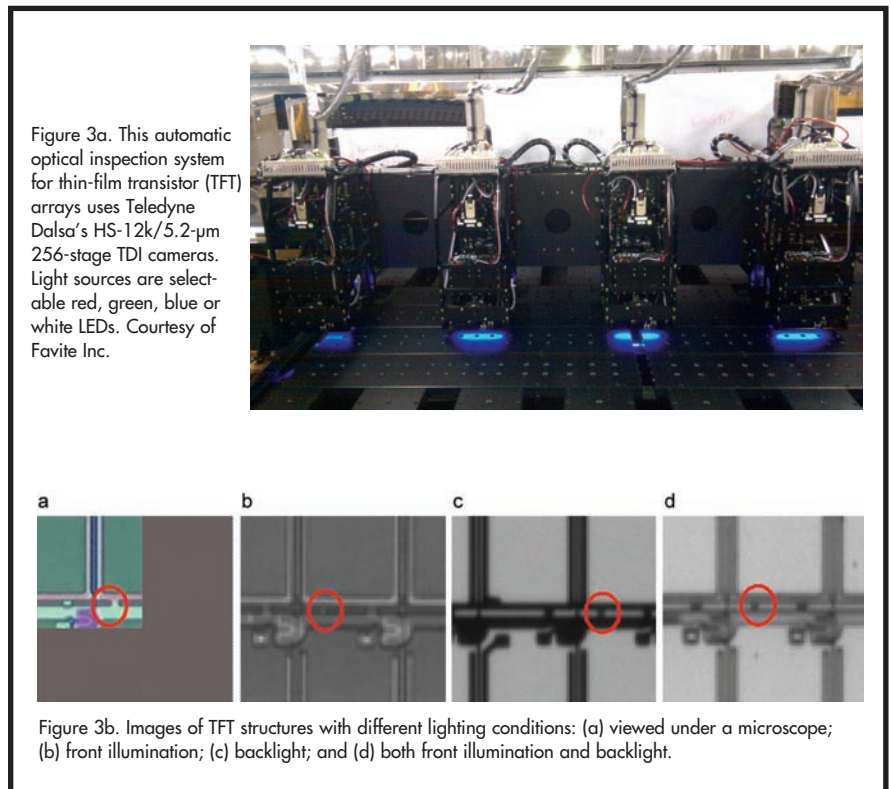 Figure 3a. This automatic
optical inspection system
for thin-film transistor (TFT)
arrays uses Teledyne
Dalsa's HS-12k/5.2-µm
256-stage TDI cameras.
Light sources are select-
able red, green, blue or
white LEDs. Courtesy of
Favite Inc.
a
b
c
d
Figure 3b. Images of TFT structures with different lighting conditions: (a) viewed under a microscope;
(b) front illumination; (c) backlight; and (d) both front illumination and backlight.